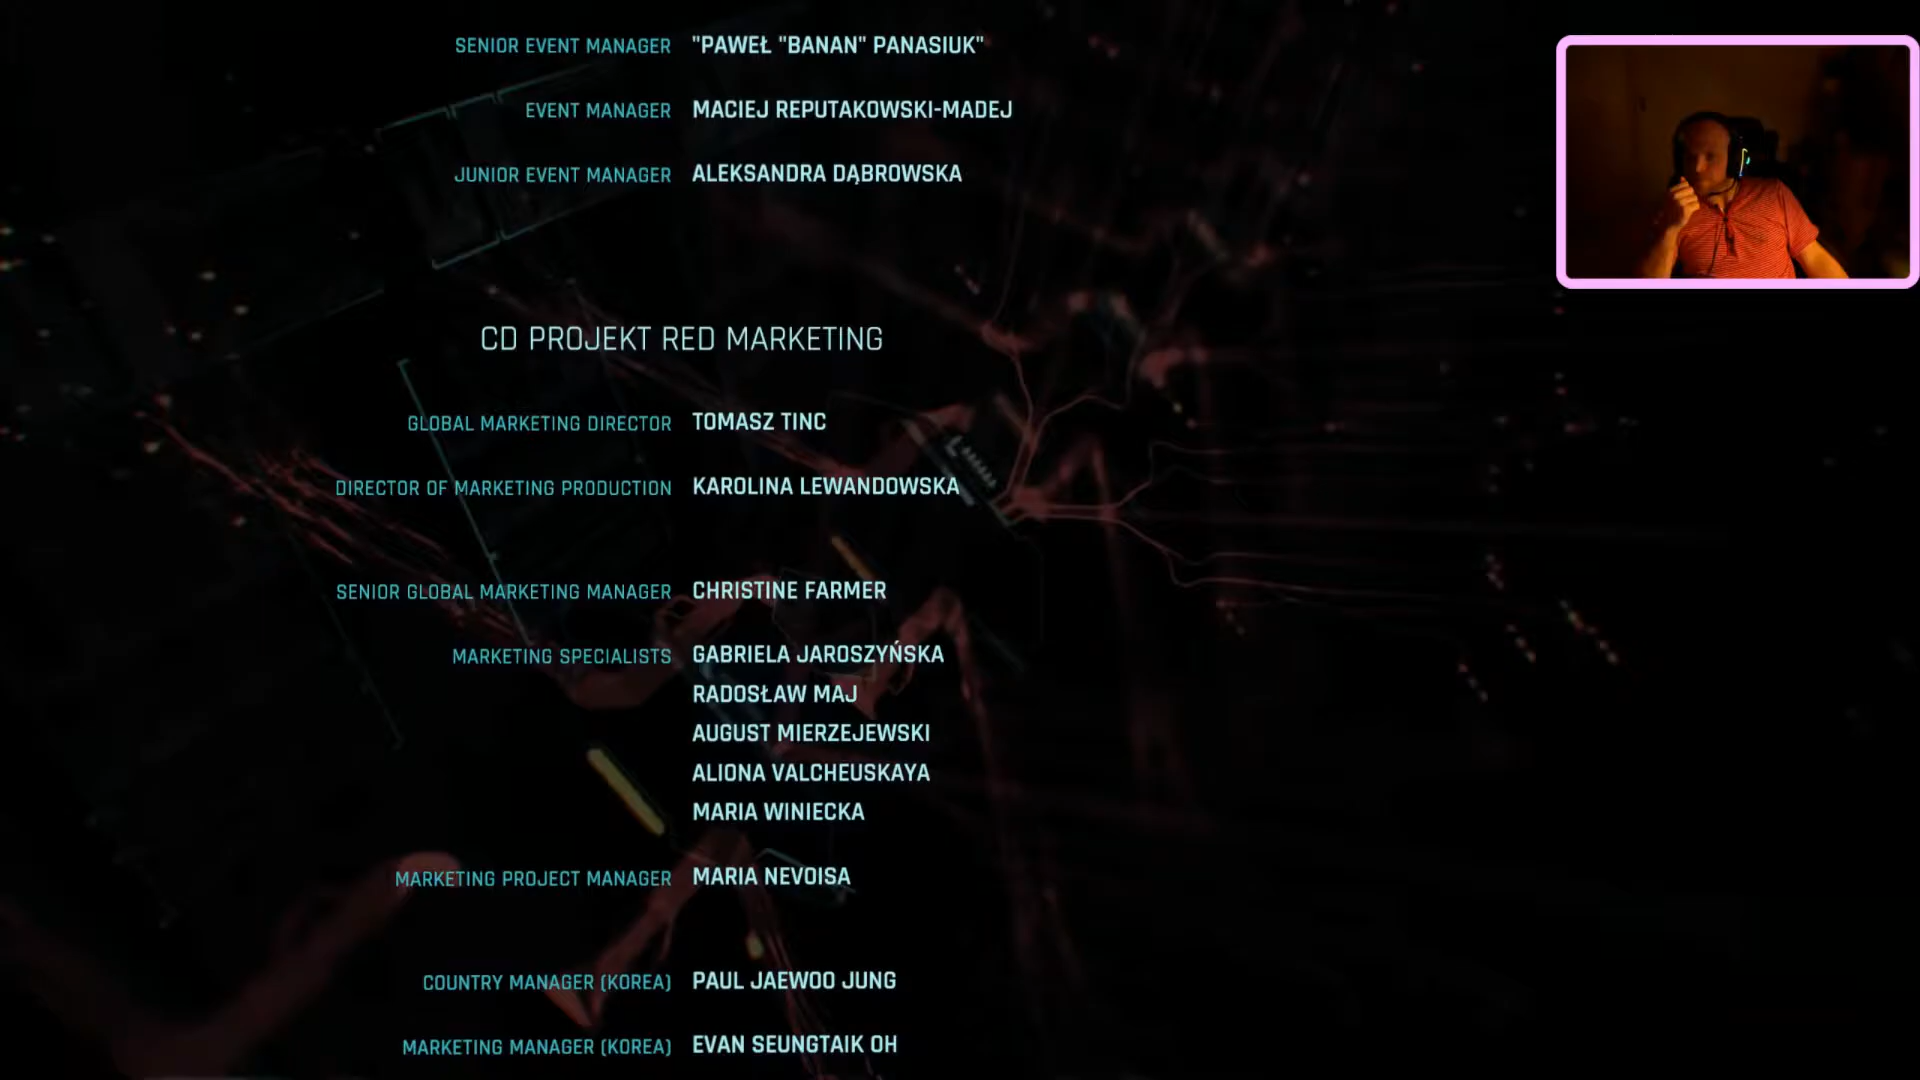 SENIOR EVENT MANAGER "PAWEŁ "BANAN" PANASIUK"
EVENT MANAGER MACIEJ REPUTAKOWSKI-MADEJ
JUNIOR EVENT MANAGER ALEKSANDRA DĄBROWSKA
CD PROJEKT RED MARKETING
GLOBAL MARKETING DIRECTOR TOMASZ TINC
DIRECTOR OF MARKETING PRODUCTION KAROLINA LEWANDOWSKA
SENIOR GLOBAL MARKETING MANAGER CHRISTINE FARMER
MARKETING SPECIALISTS GABRIELA JAROSZYŃSKA
RADOSŁAW MAJ
AUGUST MIERZEJEWSKI
ALIONA VALCHEUSKAYA
MARIA WINIECKA
MARKETING PROJECT MANAGER MARIA NEVOISA
COUNTRY MANAGER (KOREA) PAUL JAEWOO JUNG
MARKETING MANAGER (KOREA) EVAN SEUNGTAIK OH